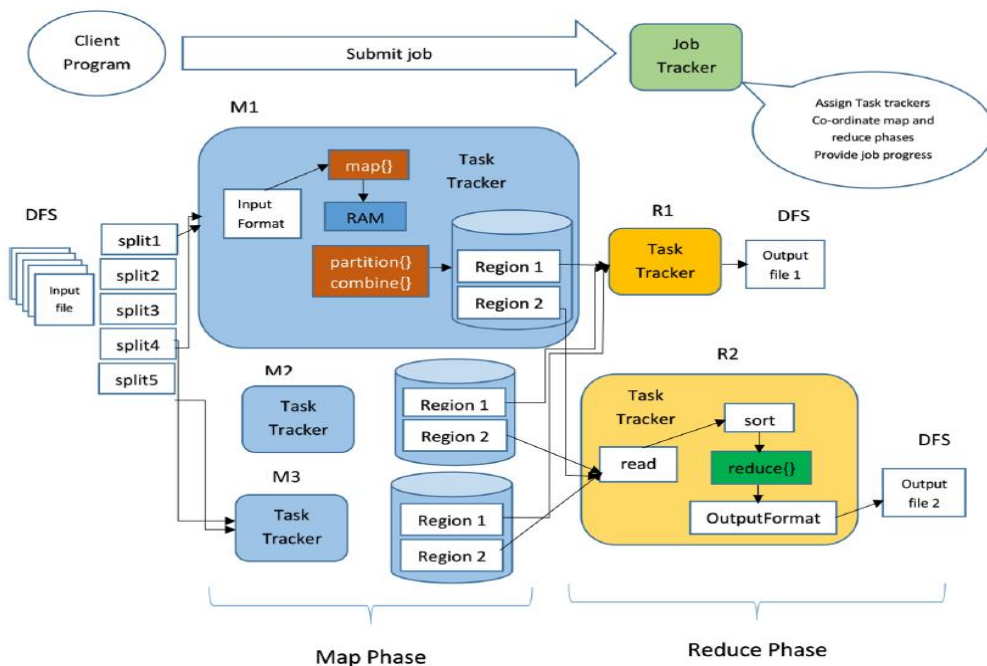 Client
Program
Submit job
Job
Tracker
Assign Task trackers
Co-ordinate map and
reduce phases
Provide job progress
M1
Task
Tracker
map{}
Input
Format
RAM
partition{}
combine{}
Region 1
Region 2
DFS
Input
file
split1
split2
split3
split4
split5
R1
Task
Tracker
DFS
Output
file 1
M2
Task
Tracker
Region 1
Region 2
M3
Task
Tracker
Region 1
Region 2
R2
Task
Tracker
sort
read
reduce{}
OutputFormat
DFS
Output
file 2
Map Phase
Reduce Phase